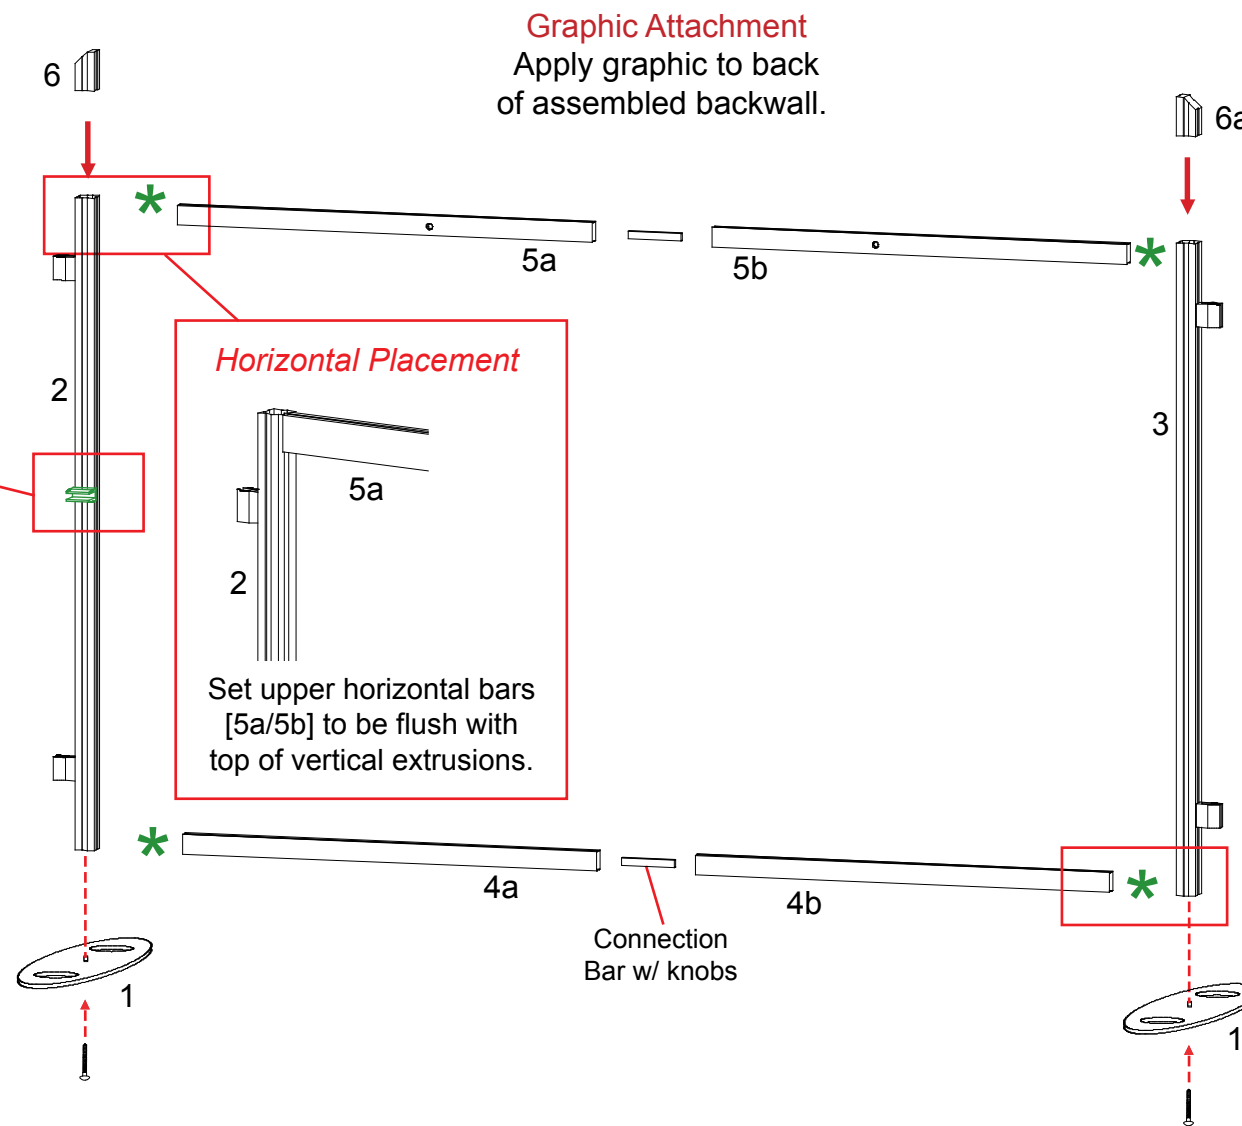 Graphic Attachment
Apply graphic to back
of assembled backwall.
6
6a
*
*
5a
5b
2
Horizontal Placement
5a
2
Set upper horizontal bars
[5a/5b] to be flush with
top of vertical extrusions.
3
*
4a
4b
*
Connection
Bar w/ knobs
1
1